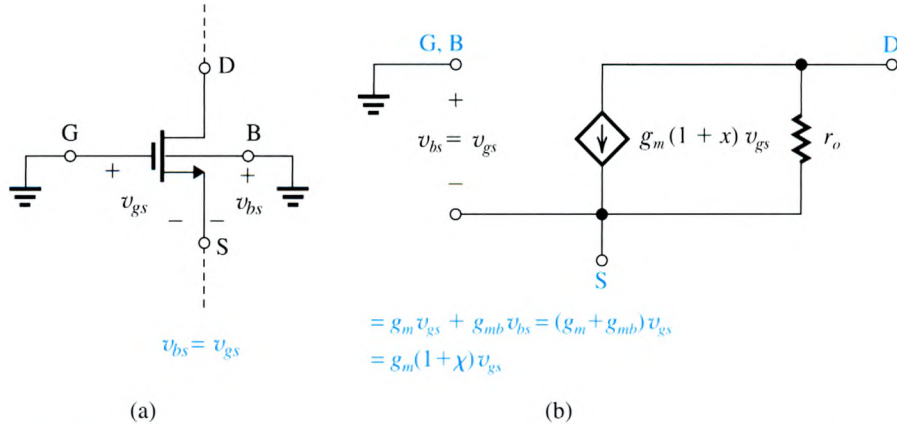 D
G
B
+
+
v_gs
v_bs
−
−
S
v_bs = v_gs
(a)
G, B
D
+
v_bs = v_gs
g_m (1 + x) v_gs
r_o
−
S
= g_m v_gs + g_mb v_bs = (g_m + g_mb) v_gs
= g_m (1 + χ) v_gs
(b)